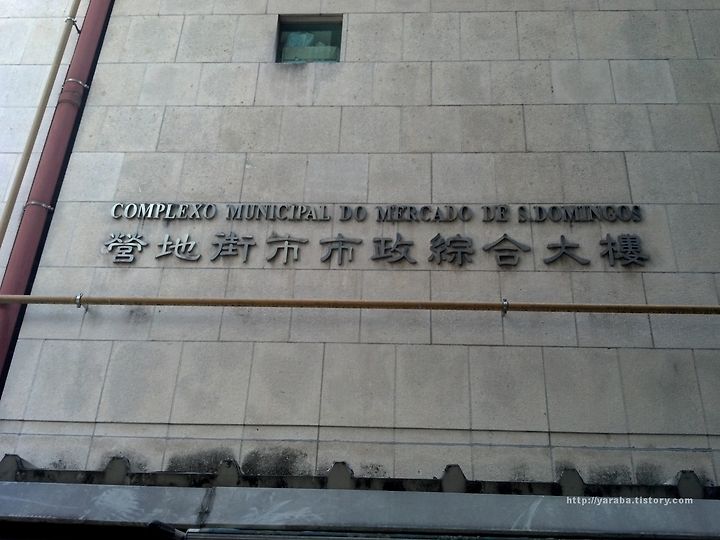 COMPLEXO MUNICIPAL DO MERCADO DE S.DOMINGOS
營地街市市政綜合大樓
http://yaraba.tistory.com